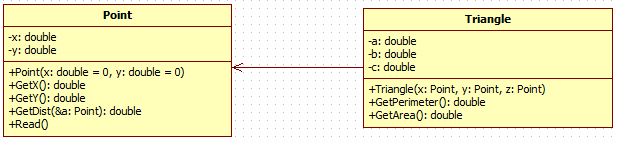 Point
-x: double
-y: double
+Point(x: double = 0, y: double = 0)
+GetX(): double
+GetY(): double
+GetDist(&a: Point): double
+Read()
Triangle
-a: double
-b: double
-c: double
+Triangle(x: Point, y: Point, z: Point)
+GetPerimeter(): double
+GetArea(): double